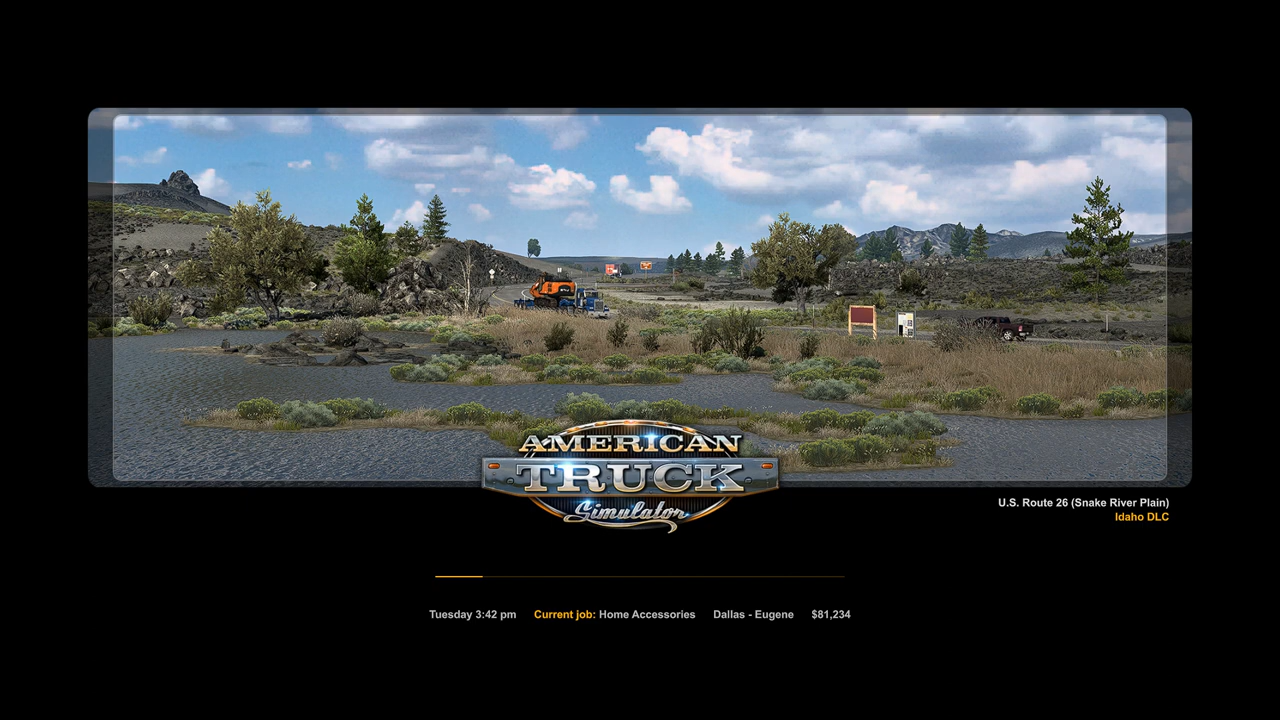 AMERICAN
TRUCK
Simulator
U.S. Route 26 (Snake River Plain)
Idaho DLC
Tuesday 3:42 pm Current job: Home Accessories Dallas - Eugene $81,234